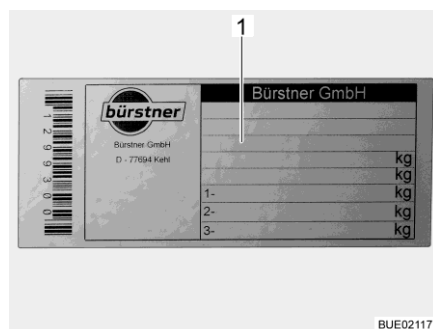 1
Bürstner GmbH
bürstner
Bürstner GmbH
D - 77694 Kehl
kg
kg
1- kg
2- kg
3- kg
1299300
BUE02117